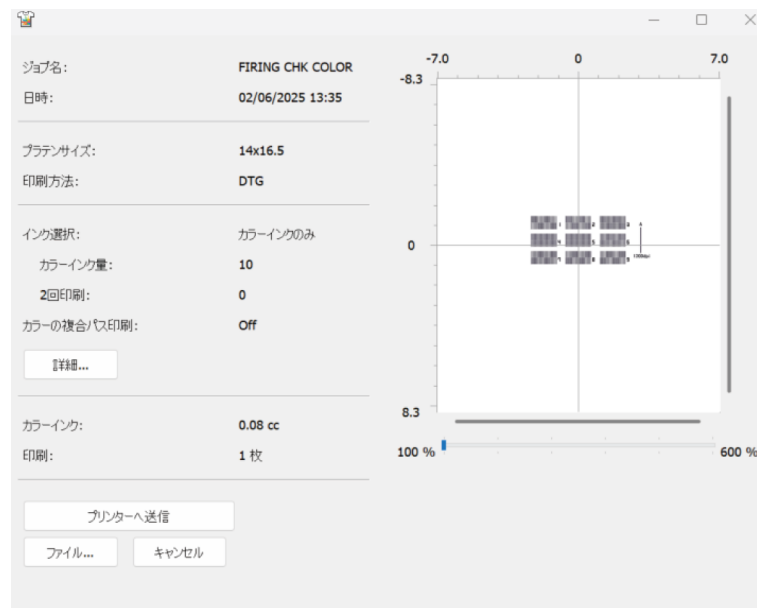 ジョブ名: FIRING CHK COLOR
日時: 02/06/2025 13:35
プラテンサイズ: 14x16.5
印刷方法: DTG
インク選択: カラーインクのみ
カラーインク量: 10
2回印刷: 0
カラーの複合パス印刷: Off
詳細...
カラーインク: 0.08 cc
印刷: 1 枚
プリンターへ送信
ファイル... キャンセル
-7.0 0 7.0
-8.3
0
8.3
100 % 600 %